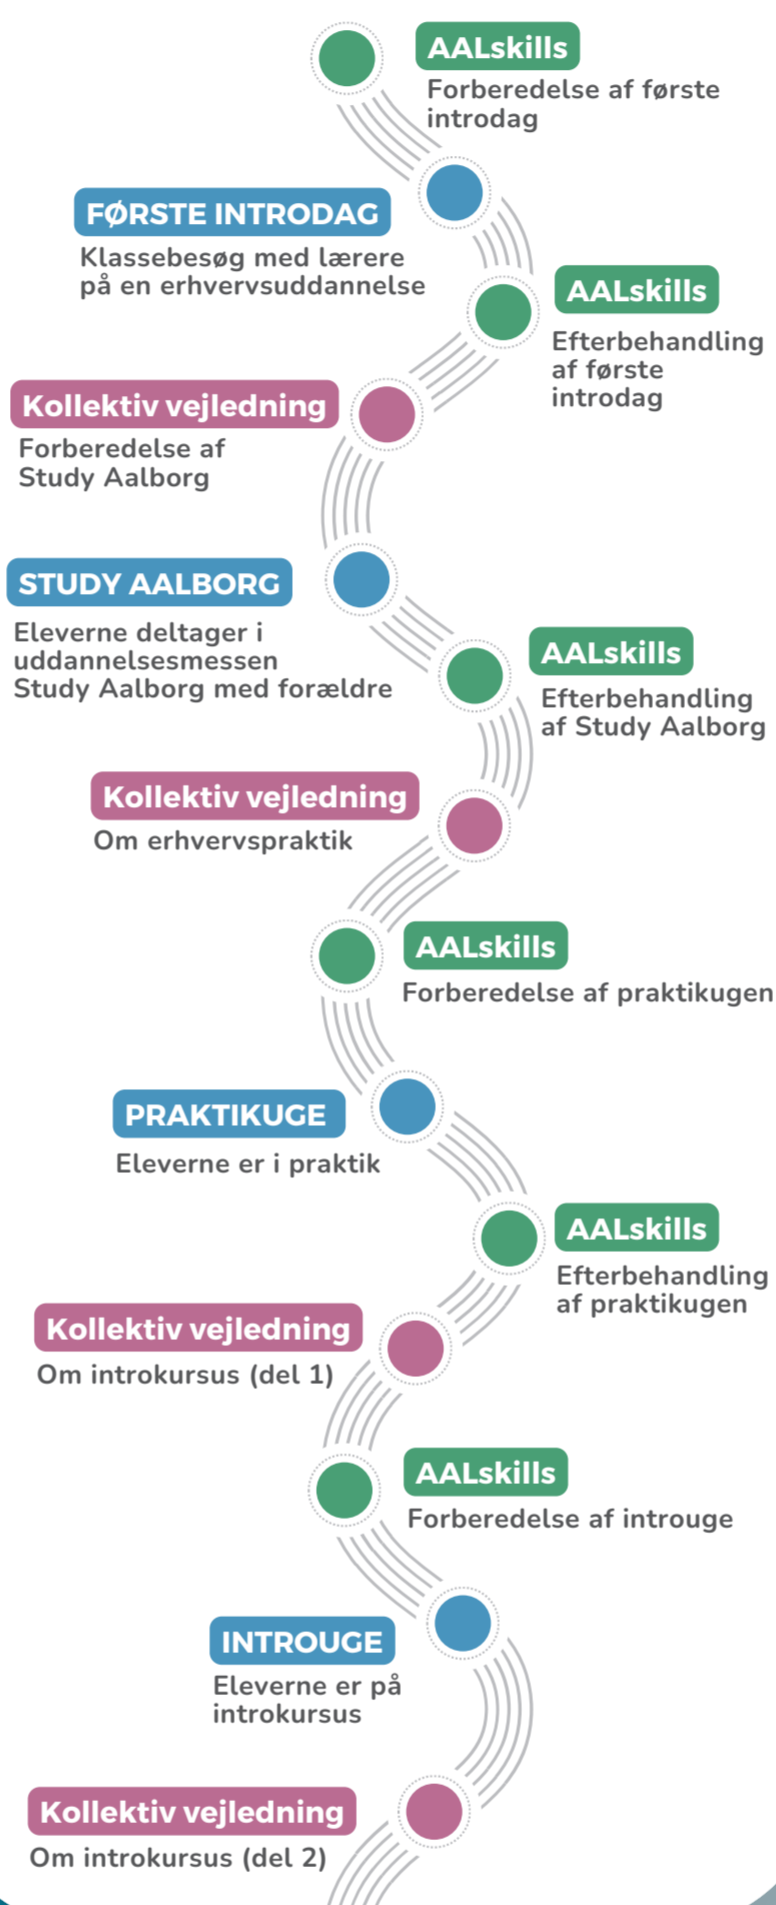 AALskills
Forberedelse af første
introdag
FØRSTE INTRODAG
Klassebesøg med lærere
på en erhvervsuddannelse
AALskills
Efterbehandling
af første
introdag
Kollektiv vejledning
Forberedelse af
Study Aalborg
STUDY AALBORG
Eleverne deltager i
uddannelsesmessen
Study Aalborg med forældre
AALskills
Efterbehandling
af Study Aalborg
Kollektiv vejledning
Om erhvervspraktik
AALskills
Forberedelse af praktikugen
PRAKTIKUGE
Eleverne er i praktik
AALskills
Efterbehandling
af praktikugen
Kollektiv vejledning
Om introkursus (del 1)
AALskills
Forberedelse af introuge
INTROUGE
Eleverne er på
introkursus
Kollektiv vejledning
Om introkursus (del 2)